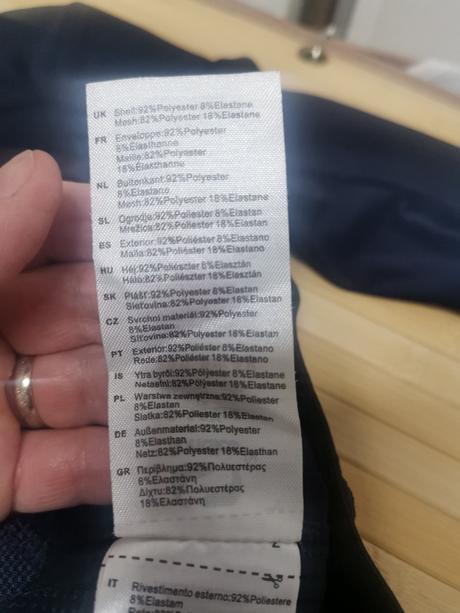 UK Shell:92%Polyester 8%Elastane
Mesh:82%Polyester 18%Elastane
FR Enveloppe:92%Polyester
8%Élasthanne
Maille:82%Polyester
18%Élasthanne
NL Buitenkant:92%Polyester
8%Elastano
Mesh:82%Polyester 18%Elastane
SL Ogrodje:92%Poliester 8%Elastan
Mrežica:82%Poliester 18%Elastan
ES Exterior:92%Poliéster 8%Elastano
Malla:82%Poliéster 18%Elastano
HU Héj:92%Poliészter 8%Elasztán
Háló:82%Poliészter 18%Elasztán
SK Plášť:92%Polyester 8%Elastan
Sieťovina:82%Polyester 18%Elastan
CZ Svrchní materiál:92%Polyester
8%Elastan
Síťovina:82%Polyester 18%Elastan
PT Exterior:92%Poliéster 8%Elastano
Rede:82%Poliéster 18%Elastano
IS Ytra byrði:92%Pólýester 8%Elastane
Netaefni:82%Pólýester 18%Elastane
PL Warstwa zewnętrzna:92%Poliester
8%Elastan
Siatka:82%Poliester 18%Elastan
DE Außenmaterial:92%Polyester
8%Elasthan
Netz:82%Polyester 18%Elasthan
GR Περίβλημα:92%Πολυεστέρας
8%Ελαστάνη
Δίχτυ:82%Πολυεστέρας
18%Ελαστάνη
IT Rivestimento esterno:92%Poliestere
8%Elastam